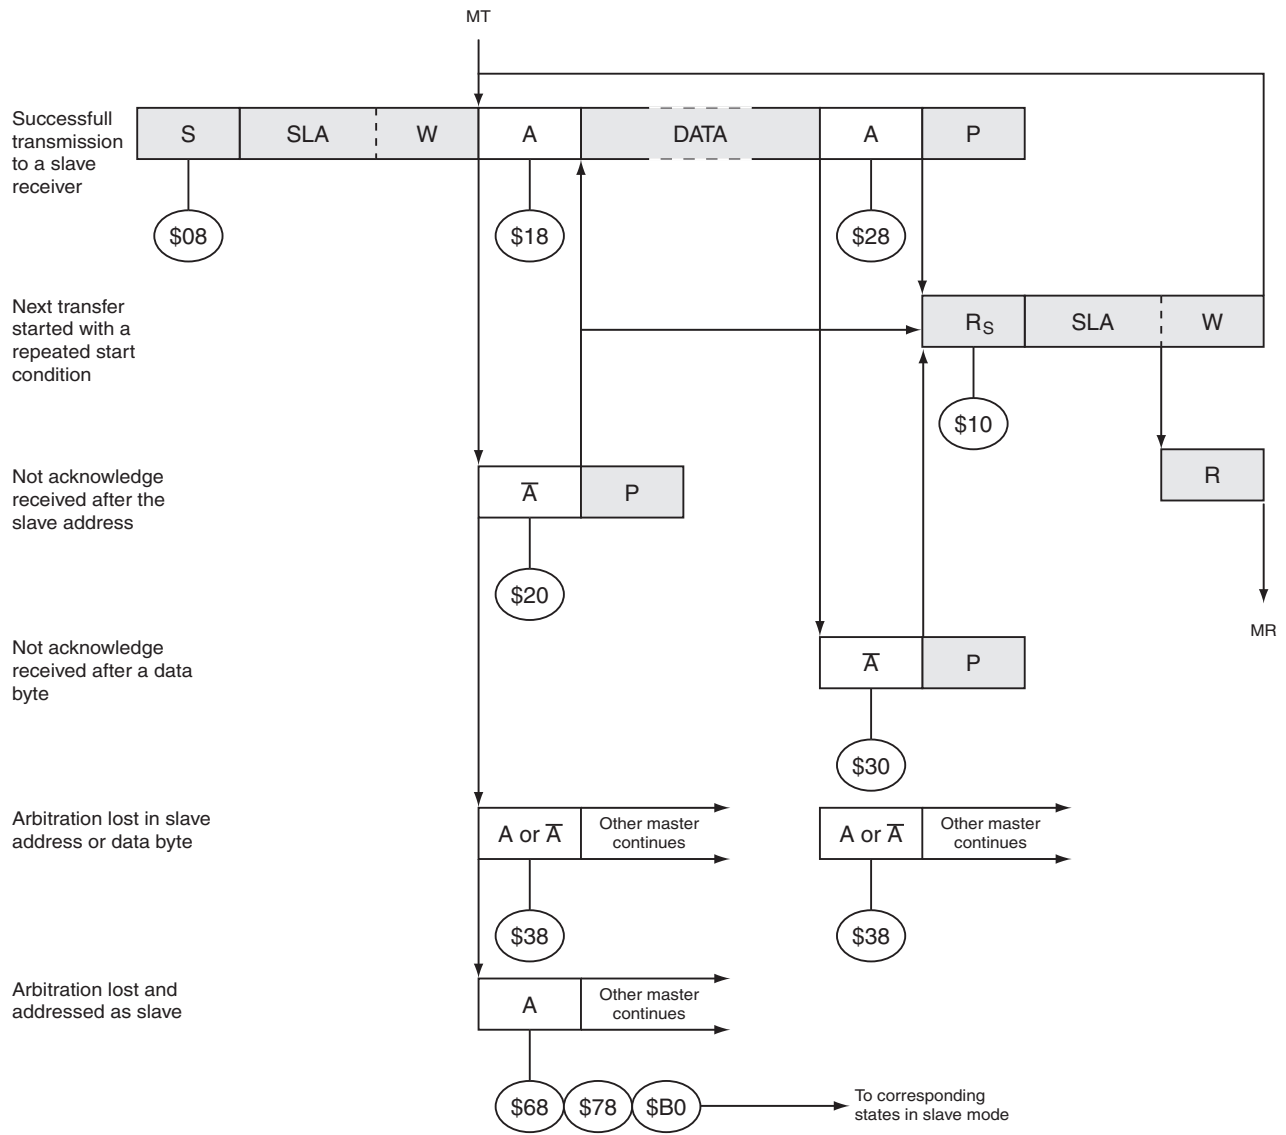 MT
Successfull
transmission
to a slave
receiver
S SLA W A DATA A P
$08 $18 $28
Next transfer
started with a
repeated start
condition
RS SLA W
$10
Not acknowledge
received after the
slave address
A̅ P
R
$20
MR
Not acknowledge
received after a data
byte
A̅ P
$30
Arbitration lost in slave
address or data byte
A or A̅
Other master
continues
A or A̅
Other master
continues
$38 $38
Arbitration lost and
addressed as slave
A
Other master
continues
$68 $78 $B0
To corresponding
states in slave mode